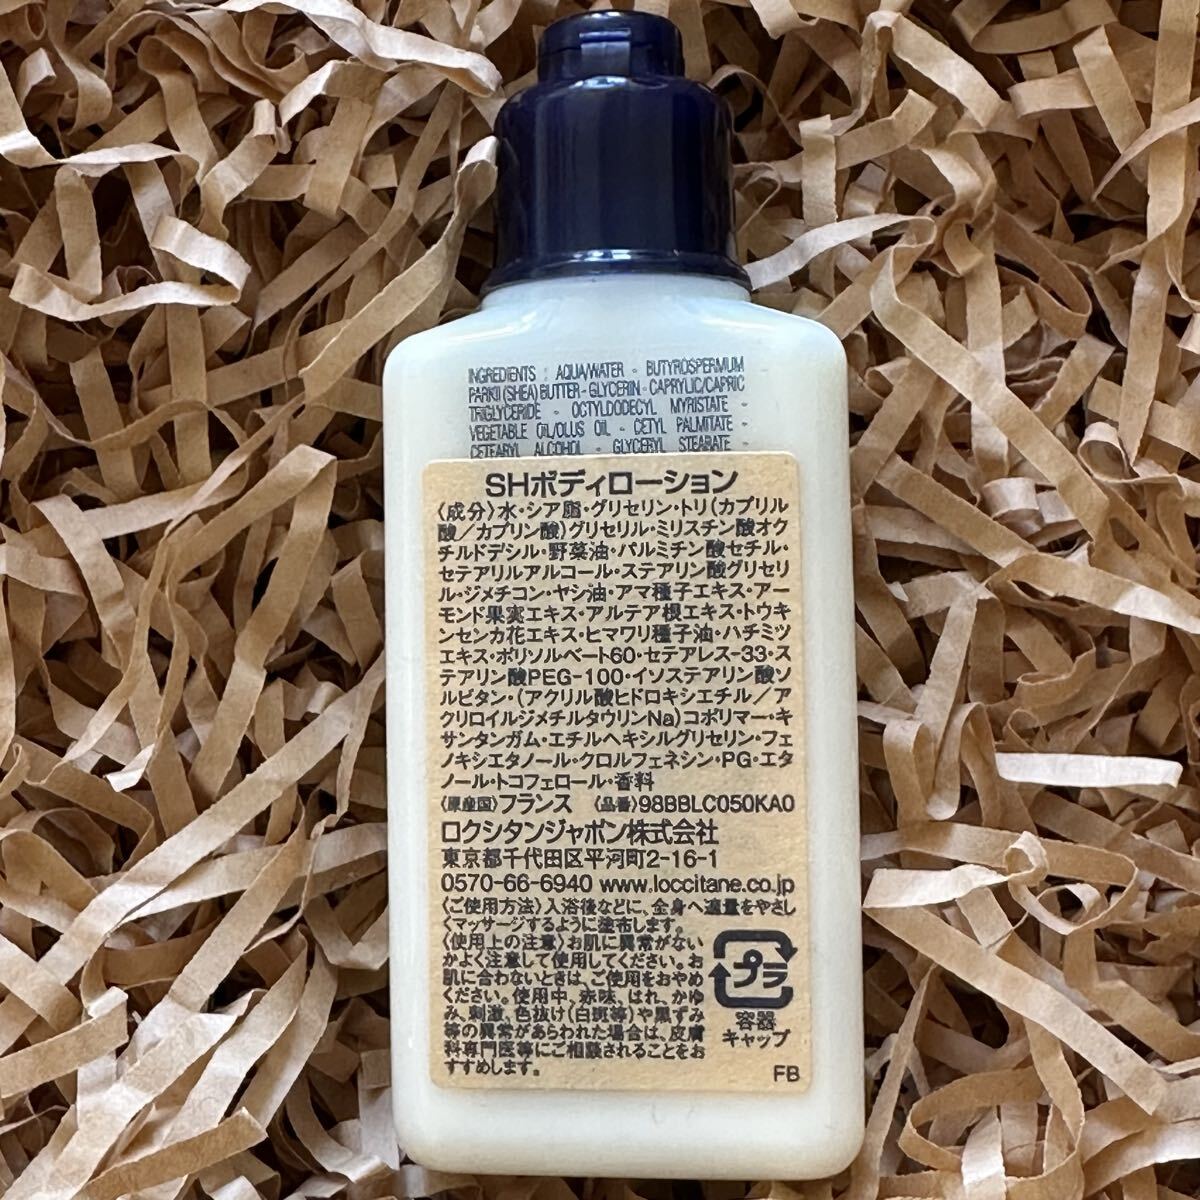 INGREDIENTS : AQUA/WATER - BUTYROSPERMUM
PARKII (SHEA) BUTTER - GLYCERIN - CAPRYLIC/CAPRIC
TRIGLYCERIDE - OCTYLDODECYL MYRISTATE -
VEGETABLE OIL/OLUS OIL - CETYL PALMITATE -
CETEARYL ALCOHOL - GLYCERYL STEARATE -
SHボディローション
〈成分〉水・シア脂・グリセリン・トリ(カプリル
酸／カプリン酸)グリセリル・ミリスチン酸オク
チルドデシル・野菜油・パルミチン酸セチル・
セテアリルアルコール・ステアリン酸グリセリ
ル・ジメチコン・ヤシ油・アマ種子エキス・アー
モンド果実エキス・アルテア根エキス・トウキ
ンセンカ花エキス・ヒマワリ種子油・ハチミツ
エキス・ポリソルベート60・セテアレス-33・ス
テアリン酸PEG-100・イソステアリン酸ソ
ルビタン・(アクリル酸ヒドロキシエチル／ア
クリロイルジメチルタウリンNa)コポリマー・キ
サンタンガム・エチルヘキシルグリセリン・フェ
ノキシエタノール・クロルフェネシン・PG・エタ
ノール・トコフェロール・香料
〈原産国〉フランス 〈品番〉98BBLC050KA0
ロクシタンジャポン株式会社
東京都千代田区平河町2-16-1
0570-66-6940 www.loccitane.co.jp
〈ご使用方法〉入浴後などに、全身へ適量をやさし
くマッサージするように塗布します。
〈使用上の注意〉お肌に異常がない
かよく注意して使用してください。お
肌に合わないときは、ご使用をおやめ
ください。使用中、赤味、はれ、かゆ
み、刺激、色抜け(白斑等)や黒ずみ
等の異常があらわれた場合は、皮膚
科専門医等にご相談されることをお
すすめします。
プラ
容器
キャップ
FB